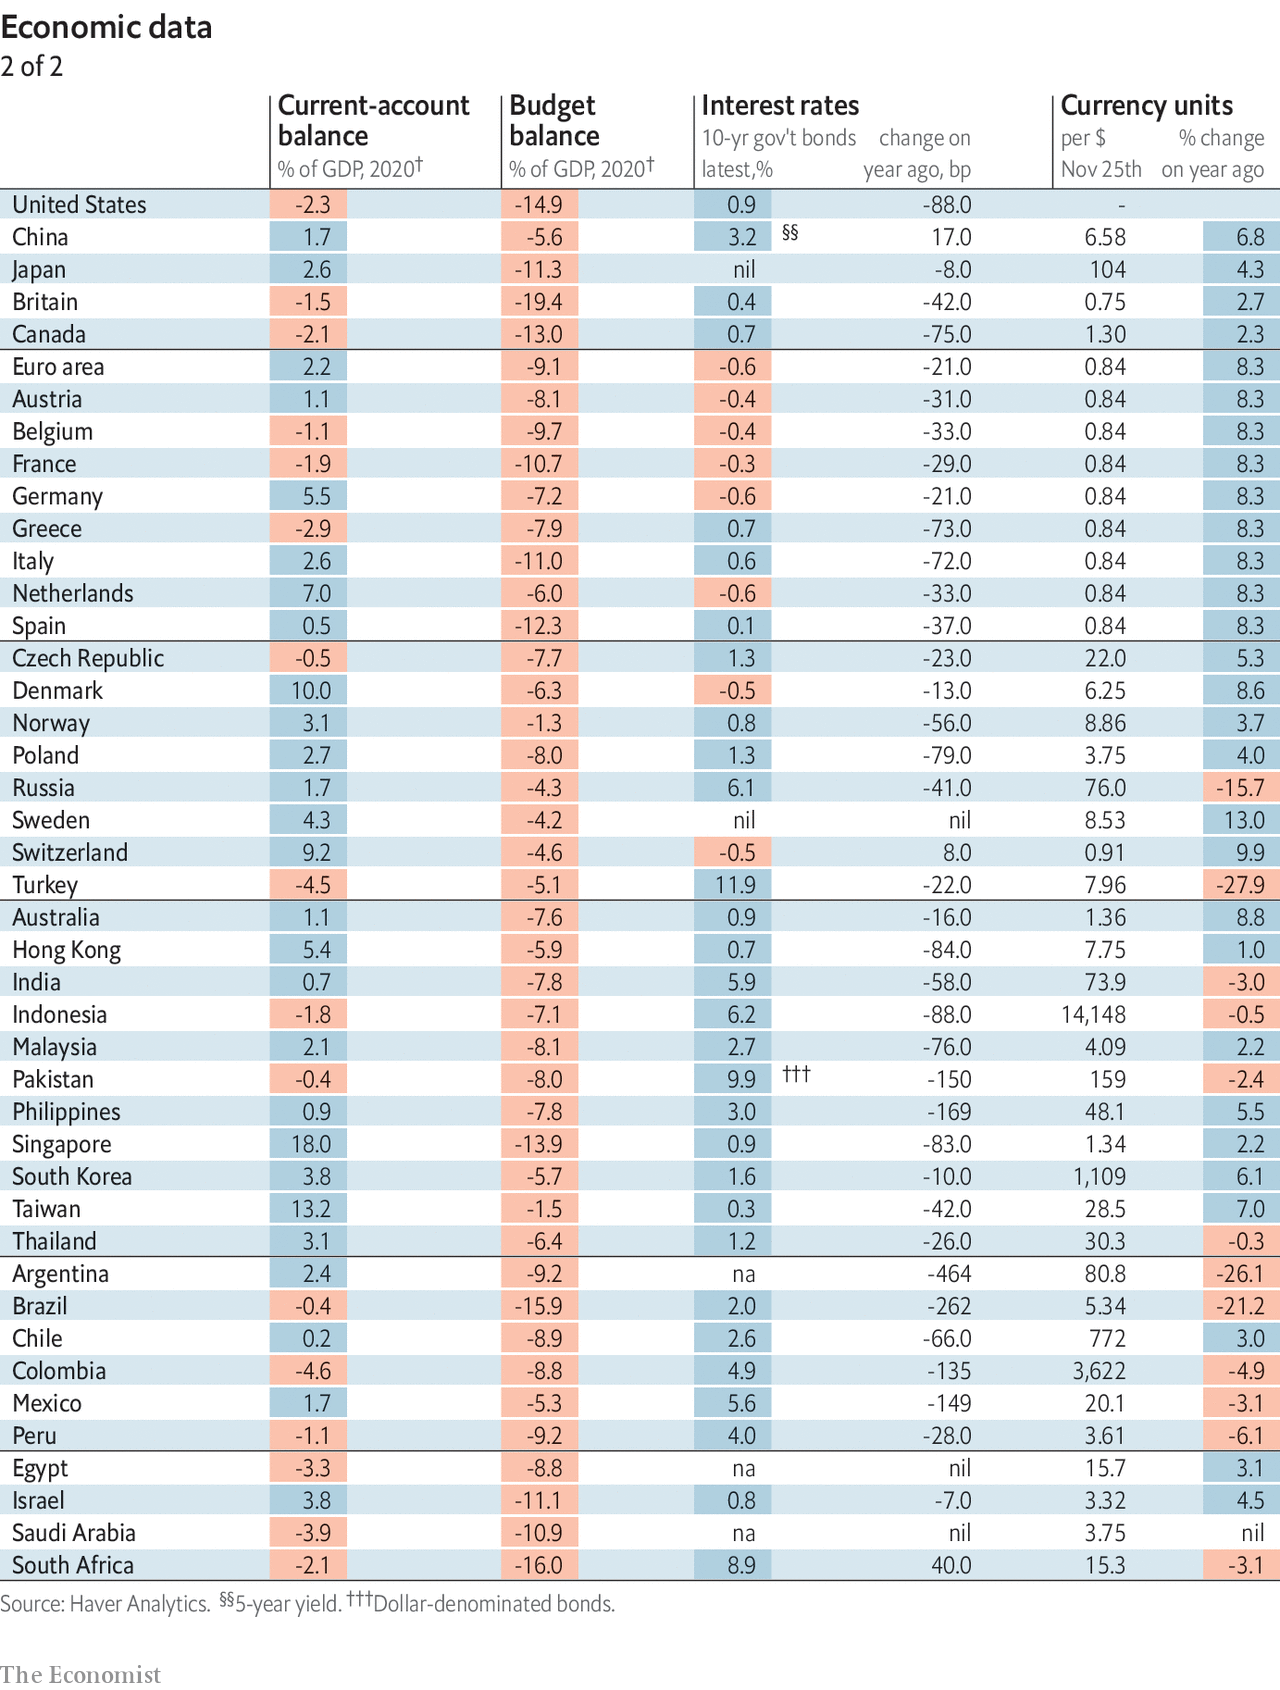 Economic data
2 of 2
Current-account Budget Interest rates Currency units
balance balance 10-yr gov't bonds change on per $ % change
% of GDP, 2020† % of GDP, 2020† latest,% year ago, bp Nov 25th on year ago
United States -2.3 -14.9 0.9 -88.0 -
China 1.7 -5.6 3.2 §§ 17.0 6.58 6.8
Japan 2.6 -11.3 nil -8.0 104 4.3
Britain -1.5 -19.4 0.4 -42.0 0.75 2.7
Canada -2.1 -13.0 0.7 -75.0 1.30 2.3
Euro area 2.2 -9.1 -0.6 -21.0 0.84 8.3
Austria 1.1 -8.1 -0.4 -31.0 0.84 8.3
Belgium -1.1 -9.7 -0.4 -33.0 0.84 8.3
France -1.9 -10.7 -0.3 -29.0 0.84 8.3
Germany 5.5 -7.2 -0.6 -21.0 0.84 8.3
Greece -2.9 -7.9 0.7 -73.0 0.84 8.3
Italy 2.6 -11.0 0.6 -72.0 0.84 8.3
Netherlands 7.0 -6.0 -0.6 -33.0 0.84 8.3
Spain 0.5 -12.3 0.1 -37.0 0.84 8.3
Czech Republic -0.5 -7.7 1.3 -23.0 22.0 5.3
Denmark 10.0 -6.3 -0.5 -13.0 6.25 8.6
Norway 3.1 -1.3 0.8 -56.0 8.86 3.7
Poland 2.7 -8.0 1.3 -79.0 3.75 4.0
Russia 1.7 -4.3 6.1 -41.0 76.0 -15.7
Sweden 4.3 -4.2 nil nil 8.53 13.0
Switzerland 9.2 -4.6 -0.5 8.0 0.91 9.9
Turkey -4.5 -5.1 11.9 -22.0 7.96 -27.9
Australia 1.1 -7.6 0.9 -16.0 1.36 8.8
Hong Kong 5.4 -5.9 0.7 -84.0 7.75 1.0
India 0.7 -7.8 5.9 -58.0 73.9 -3.0
Indonesia -1.8 -7.1 6.2 -88.0 14,148 -0.5
Malaysia 2.1 -8.1 2.7 -76.0 4.09 2.2
Pakistan -0.4 -8.0 9.9 ††† -150 159 -2.4
Philippines 0.9 -7.8 3.0 -169 48.1 5.5
Singapore 18.0 -13.9 0.9 -83.0 1.34 2.2
South Korea 3.8 -5.7 1.6 -10.0 1,109 6.1
Taiwan 13.2 -1.5 0.3 -42.0 28.5 7.0
Thailand 3.1 -6.4 1.2 -26.0 30.3 -0.3
Argentina 2.4 -9.2 na -464 80.8 -26.1
Brazil -0.4 -15.9 2.0 -262 5.34 -21.2
Chile 0.2 -8.9 2.6 -66.0 772 3.0
Colombia -4.6 -8.8 4.9 -135 3,622 -4.9
Mexico 1.7 -5.3 5.6 -149 20.1 -3.1
Peru -1.1 -9.2 4.0 -28.0 3.61 -6.1
Egypt -3.3 -8.8 na nil 15.7 3.1
Israel 3.8 -11.1 0.8 -7.0 3.32 4.5
Saudi Arabia -3.9 -10.9 na nil 3.75 nil
South Africa -2.1 -16.0 8.9 40.0 15.3 -3.1
Source: Haver Analytics. §§5-year yield. †††Dollar-denominated bonds.
The Economist